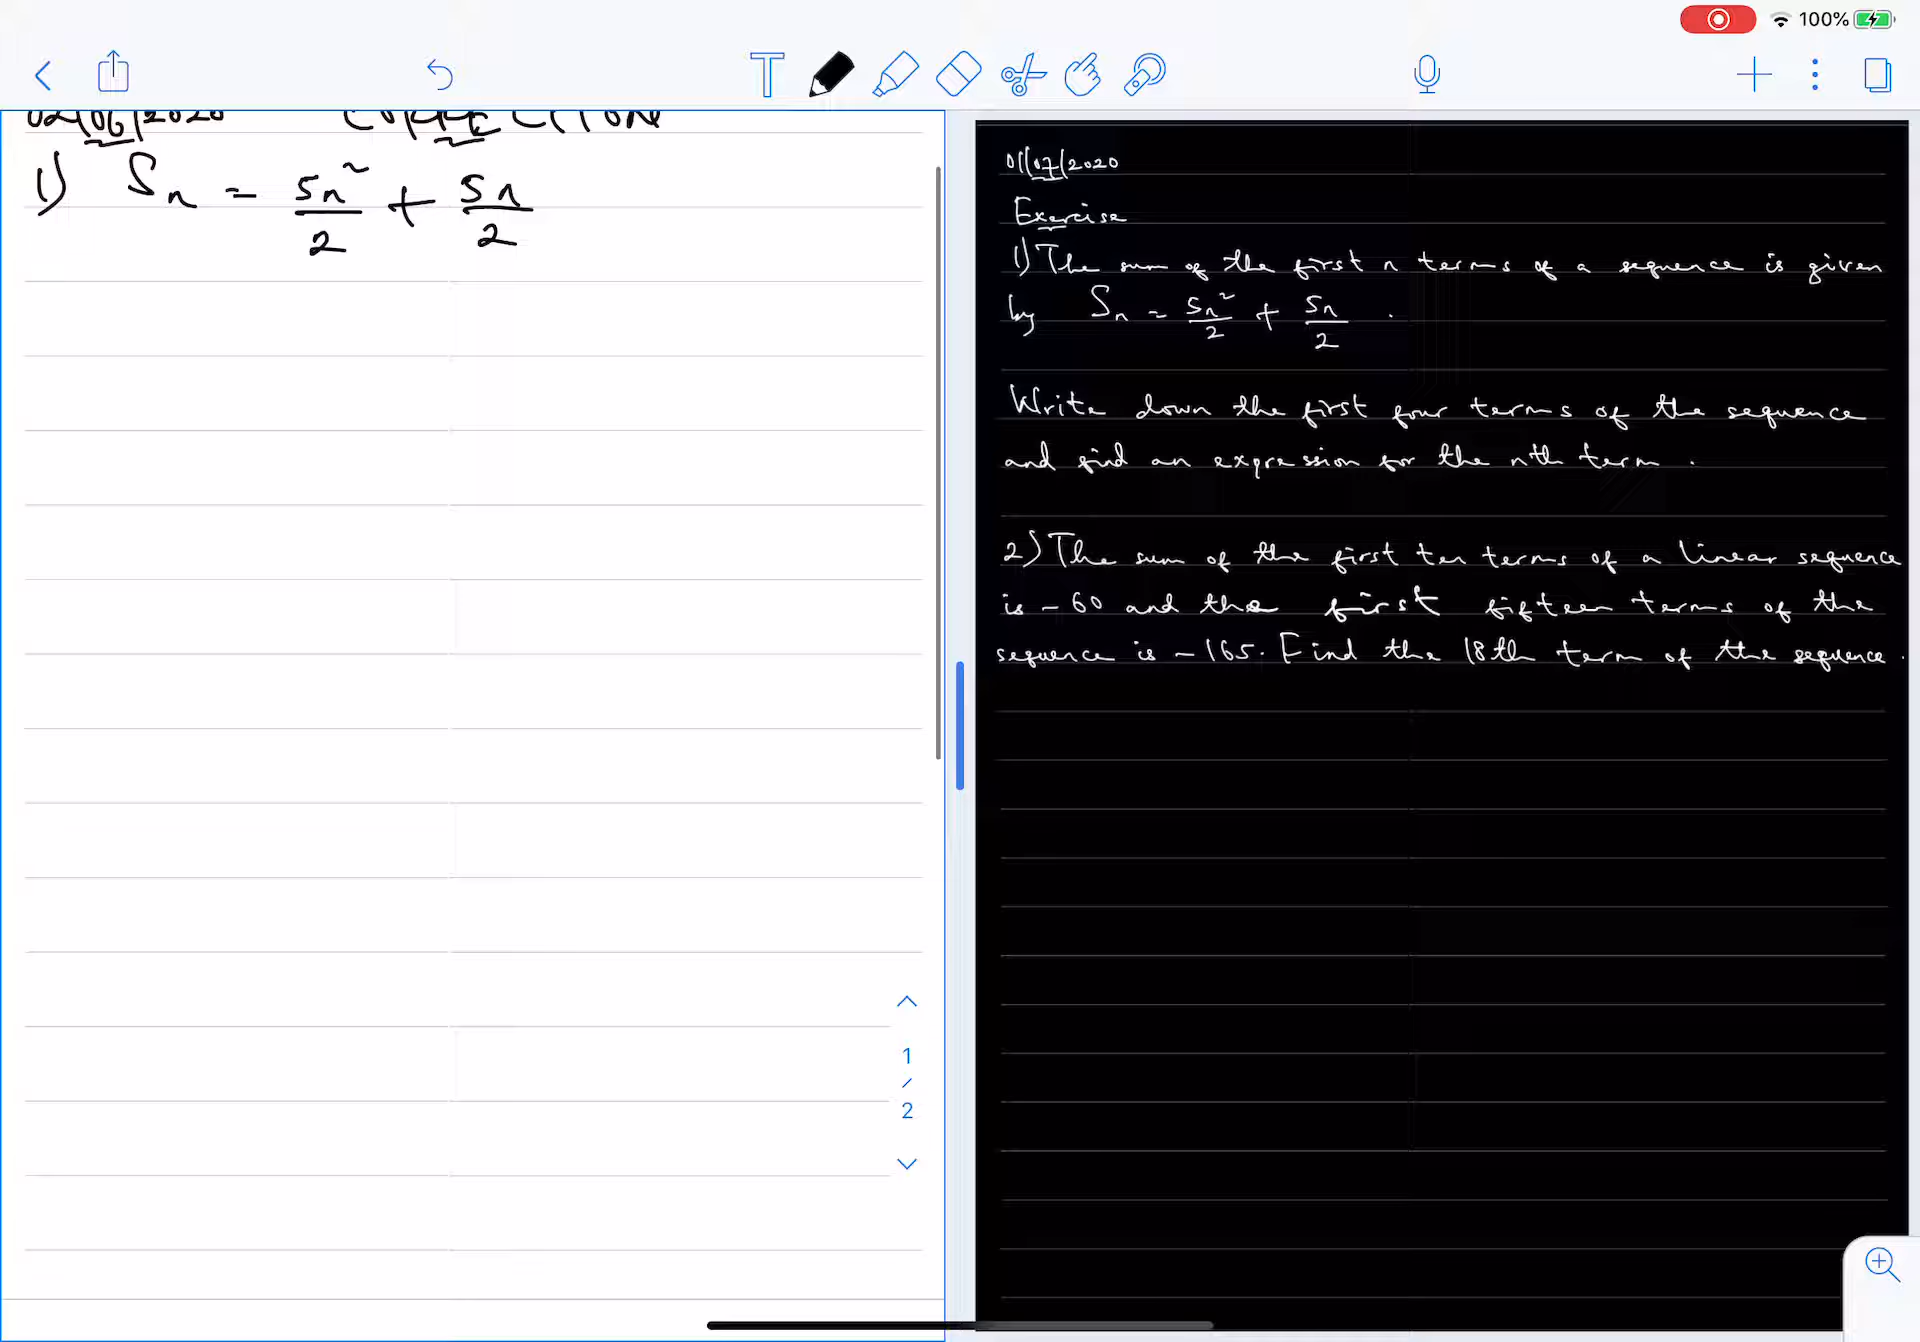 100%
02/06/2020 CORRECTION
1) Sn = 5n²/2 + 5n/2
1
/
2
01/07/2020
Exercise
1) The sum of the first n terms of a sequence is given
by Sn = 5n²/2 + 5n/2 .
Write down the first four terms of the sequence
and find an expression for the nth term .
2) The sum of the first ten terms of a linear sequence
is - 60 and the first fifteen terms of the
sequence is - 165. Find the 18th term of the sequence .